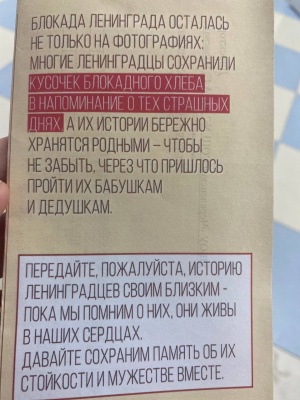 БЛОКАДА ЛЕНИНГРАДА ОСТАЛАСЬ
НЕ ТОЛЬКО НА ФОТОГРАФИЯХ:
МНОГИЕ ЛЕНИНГРАДЦЫ СОХРАНИЛИ
КУСОЧЕК БЛОКАДНОГО ХЛЕБА
В НАПОМИНАНИЕ О ТЕХ СТРАШНЫХ
ДНЯХ, А ИХ ИСТОРИИ БЕРЕЖНО
ХРАНЯТСЯ РОДНЫМИ – ЧТОБЫ
НЕ ЗАБЫТЬ, ЧЕРЕЗ ЧТО ПРИШЛОСЬ
ПРОЙТИ ИХ БАБУШКАМ
И ДЕДУШКАМ.
ПЕРЕДАЙТЕ, ПОЖАЛУЙСТА, ИСТОРИЮ
ЛЕНИНГРАДЦЕВ СВОИМ БЛИЗКИМ -
ПОКА МЫ ПОМНИМ О НИХ, ОНИ ЖИВЫ
В НАШИХ СЕРДЦАХ.
ДАВАЙТЕ СОХРАНИМ ПАМЯТЬ ОБ ИХ
СТОЙКОСТИ И МУЖЕСТВЕ ВМЕСТЕ.